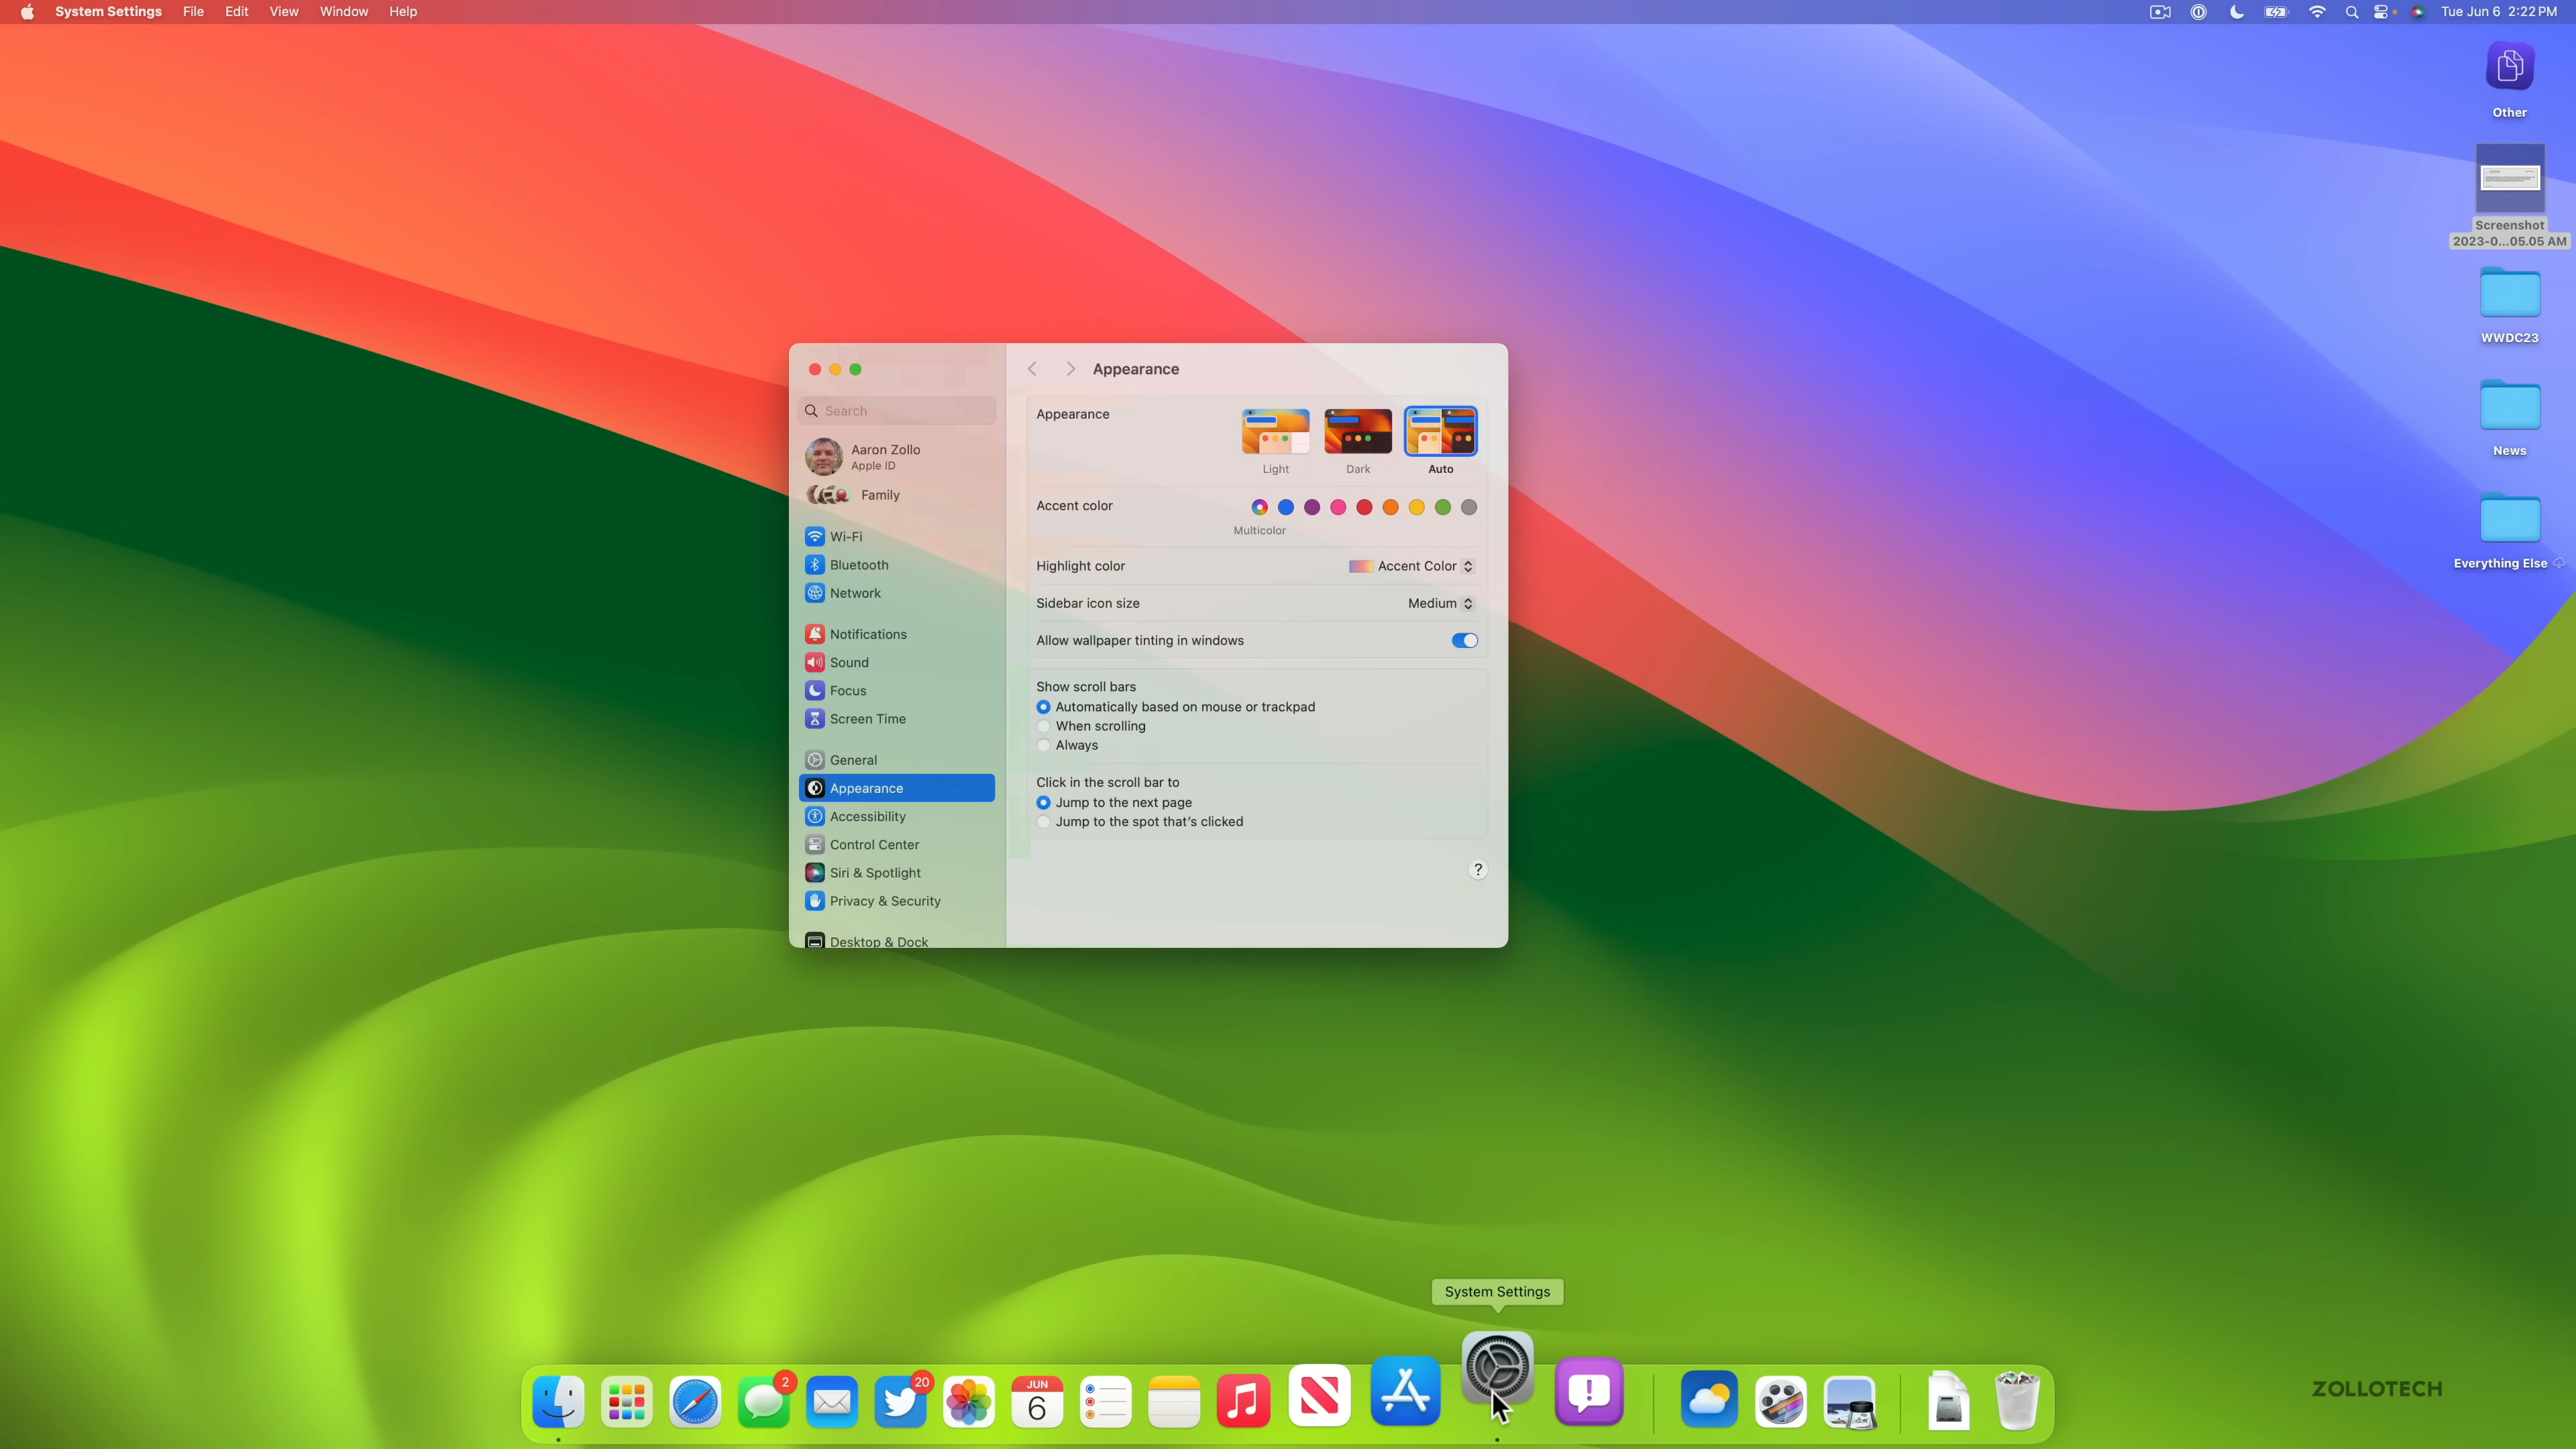 System Settings File Edit View Window Help
Tue Jun 6 2:22 PM
Other
Screenshot
2023-0...05.05 AM
WWDC23
News
Everything Else
Search
Aaron Zollo
Apple ID
Family
Wi-Fi
Bluetooth
Network
Notifications
Sound
Focus
Screen Time
General
Appearance
Accessibility
Control Center
Siri & Spotlight
Privacy & Security
Desktop & Dock
Appearance
Appearance
Light Dark Auto
Accent color
Multicolor
Highlight color Accent Color
Sidebar icon size Medium
Allow wallpaper tinting in windows
Show scroll bars
Automatically based on mouse or trackpad
When scrolling
Always
Click in the scroll bar to
Jump to the next page
Jump to the spot that's clicked
?
System Settings
2
20
JUN
6
ZOLLOTECH